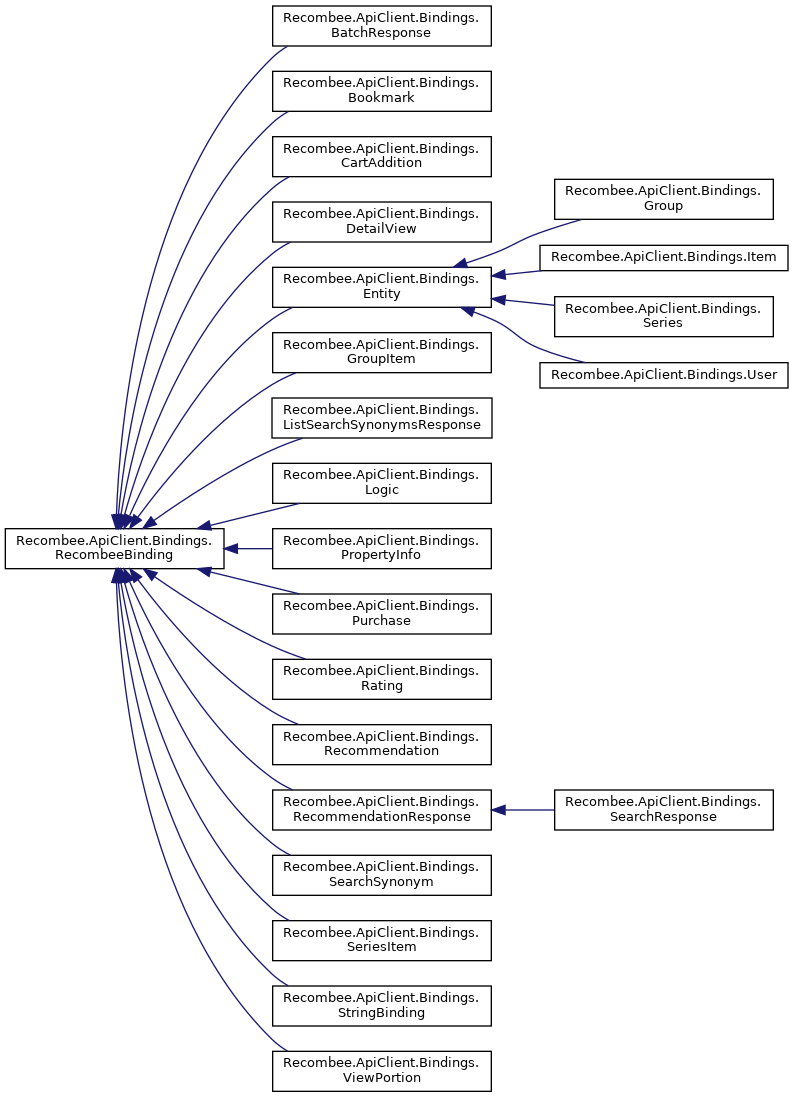 Recombee.ApiClient.Bindings.
RecombeeBinding
Recombee.ApiClient.Bindings.
BatchResponse
Recombee.ApiClient.Bindings.
Bookmark
Recombee.ApiClient.Bindings.
CartAddition
Recombee.ApiClient.Bindings.
DetailView
Recombee.ApiClient.Bindings.
Entity
Recombee.ApiClient.Bindings.
GroupItem
Recombee.ApiClient.Bindings.
ListSearchSynonymsResponse
Recombee.ApiClient.Bindings.
Logic
Recombee.ApiClient.Bindings.
PropertyInfo
Recombee.ApiClient.Bindings.
Purchase
Recombee.ApiClient.Bindings.
Rating
Recombee.ApiClient.Bindings.
Recommendation
Recombee.ApiClient.Bindings.
RecommendationResponse
Recombee.ApiClient.Bindings.
SearchSynonym
Recombee.ApiClient.Bindings.
SeriesItem
Recombee.ApiClient.Bindings.
StringBinding
Recombee.ApiClient.Bindings.
ViewPortion
Recombee.ApiClient.Bindings.
Group
Recombee.ApiClient.Bindings.Item
Recombee.ApiClient.Bindings.
Series
Recombee.ApiClient.Bindings.User
Recombee.ApiClient.Bindings.
SearchResponse